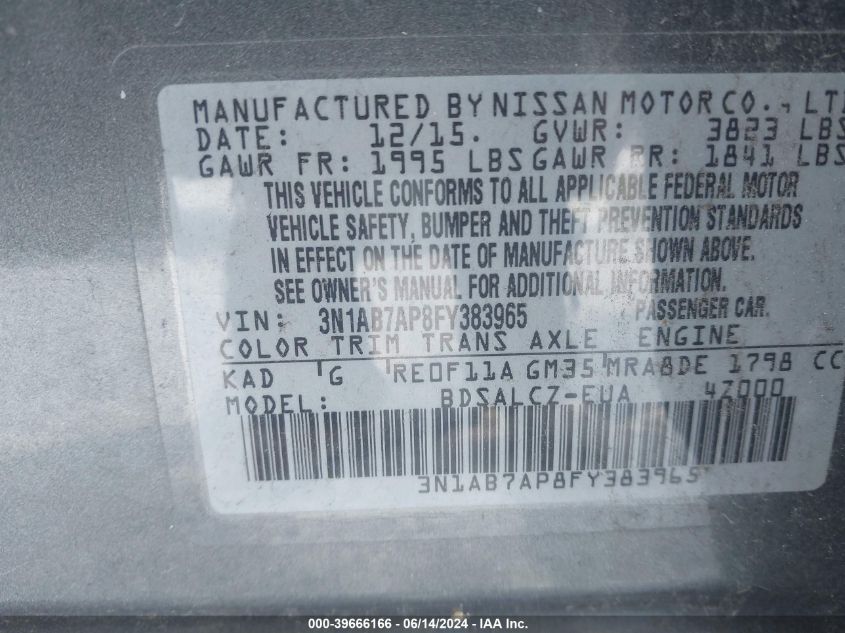 MANUFACTURED BY NISSAN MOTOR CO., LTD
DATE: 12/15. GVWR: 3823 LBS
GAWR FR: 1995 LBS GAWR RR: 1841 LBS
THIS VEHICLE CONFORMS TO ALL APPLICABLE FEDERAL MOTOR
VEHICLE SAFETY, BUMPER AND THEFT PREVENTION STANDARDS
IN EFFECT ON THE DATE OF MANUFACTURE SHOWN ABOVE.
SEE OWNER'S MANUAL FOR ADDITIONAL INFORMATION.
VIN: 3N1AB7AP8FY383965 PASSENGER CAR.
COLOR TRIM TRANS AXLE ENGINE
KAD G RE0F11A GM35 MRA8DE 1798 CC
MODEL: BDSALCZ-EUA 4Z000
3N1AB7AP8FY383965
000-39666166 - 06/14/2024 - IAA Inc.